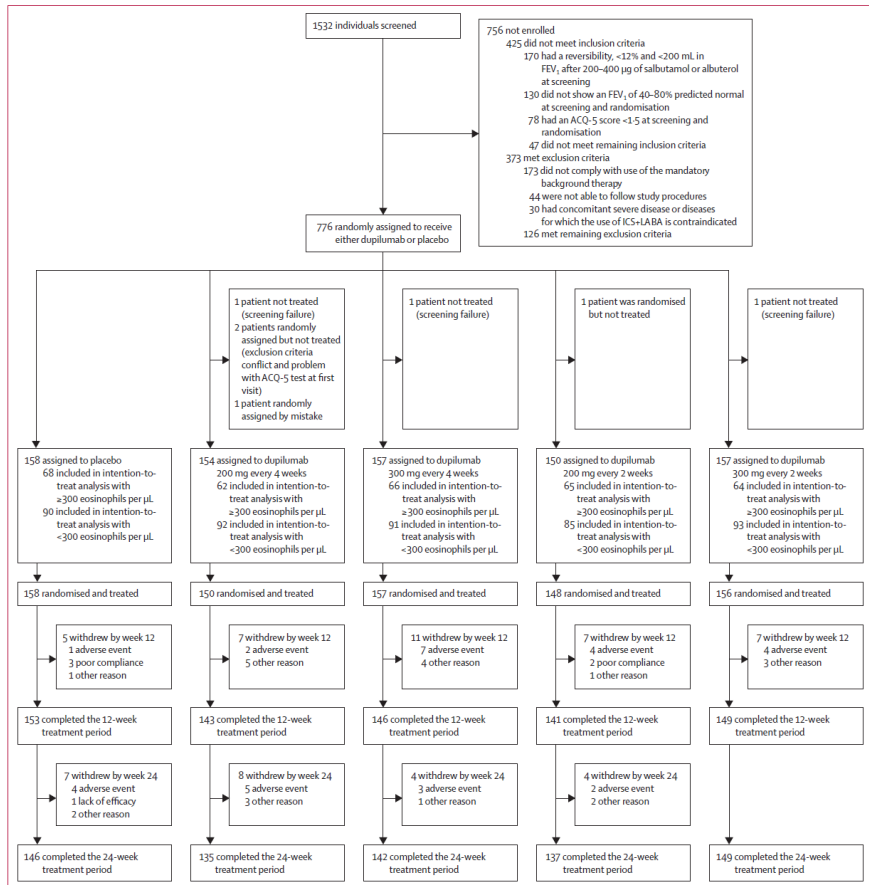 1532 individuals screened
756 not enrolled
425 did not meet inclusion criteria
170 had a reversibility, <12% and <200 mL in
FEV₁ after 200–400 µg of salbutamol or albuterol
at screening
130 did not show an FEV₁ of 40–80% predicted normal
at screening and randomisation
78 had an ACQ-5 score <1·5 at screening and
randomisation
47 did not meet remaining inclusion criteria
373 met exclusion criteria
173 did not comply with use of the mandatory
background therapy
44 were not able to follow study procedures
30 had concomitant severe disease or diseases
for which the use of ICS+LABA is contraindicated
126 met remaining exclusion criteria
776 randomly assigned to receive
either dupilumab or placebo
1 patient not treated
(screening failure)
2 patients randomly
assigned but not treated
(exclusion criteria
conflict and problem
with ACQ-5 test at first
visit)
1 patient randomly
assigned by mistake
1 patient not treated
(screening failure)
1 patient was randomised
but not treated
1 patient not treated
(screening failure)
158 assigned to placebo
68 included in intention-to-
treat analysis with
≥300 eosinophils per µL
90 included in intention-to-
treat analysis with
<300 eosinophils per µL
154 assigned to dupilumab
200 mg every 4 weeks
62 included in intention-to-
treat analysis with
≥300 eosinophils per µL
92 included in intention-to-
treat analysis with
<300 eosinophils per µL
157 assigned to dupilumab
300 mg every 4 weeks
66 included in intention-to-
treat analysis with
≥300 eosinophils per µL
91 included in intention-to-
treat analysis with
<300 eosinophils per µL
150 assigned to dupilumab
200 mg every 2 weeks
65 included in intention-to-
treat analysis with
≥300 eosinophils per µL
85 included in intention-to-
treat analysis with
<300 eosinophils per µL
157 assigned to dupilumab
300 mg every 2 weeks
64 included in intention-to-
treat analysis with
≥300 eosinophils per µL
93 included in intention-to-
treat analysis with
<300 eosinophils per µL
158 randomised and treated
150 randomised and treated
157 randomised and treated
148 randomised and treated
156 randomised and treated
5 withdrew by week 12
1 adverse event
3 poor compliance
1 other reason
7 withdrew by week 12
2 adverse event
5 other reason
11 withdrew by week 12
7 adverse event
4 other reason
7 withdrew by week 12
4 adverse event
2 poor compliance
1 other reason
7 withdrew by week 12
4 adverse event
3 other reason
153 completed the 12-week
treatment period
143 completed the 12-week
treatment period
146 completed the 12-week
treatment period
141 completed the 12-week
treatment period
149 completed the 12-week
treatment period
7 withdrew by week 24
4 adverse event
1 lack of efficacy
2 other reason
8 withdrew by week 24
5 adverse event
3 other reason
4 withdrew by week 24
3 adverse event
1 other reason
4 withdrew by week 24
2 adverse event
2 other reason
146 completed the 24-week
treatment period
135 completed the 24-week
treatment period
142 completed the 24-week
treatment period
137 completed the 24-week
treatment period
149 completed the 24-week
treatment period